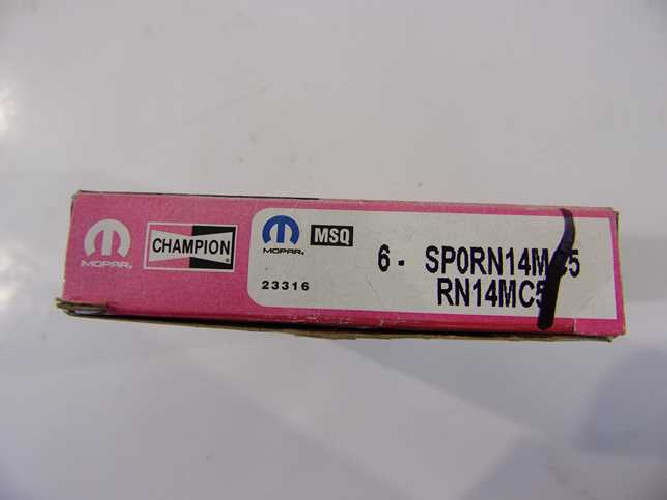 MOPAR
CHAMPION
MOPAR
MSQ
23316
6 - SP0RN14MC5
RN14MC5